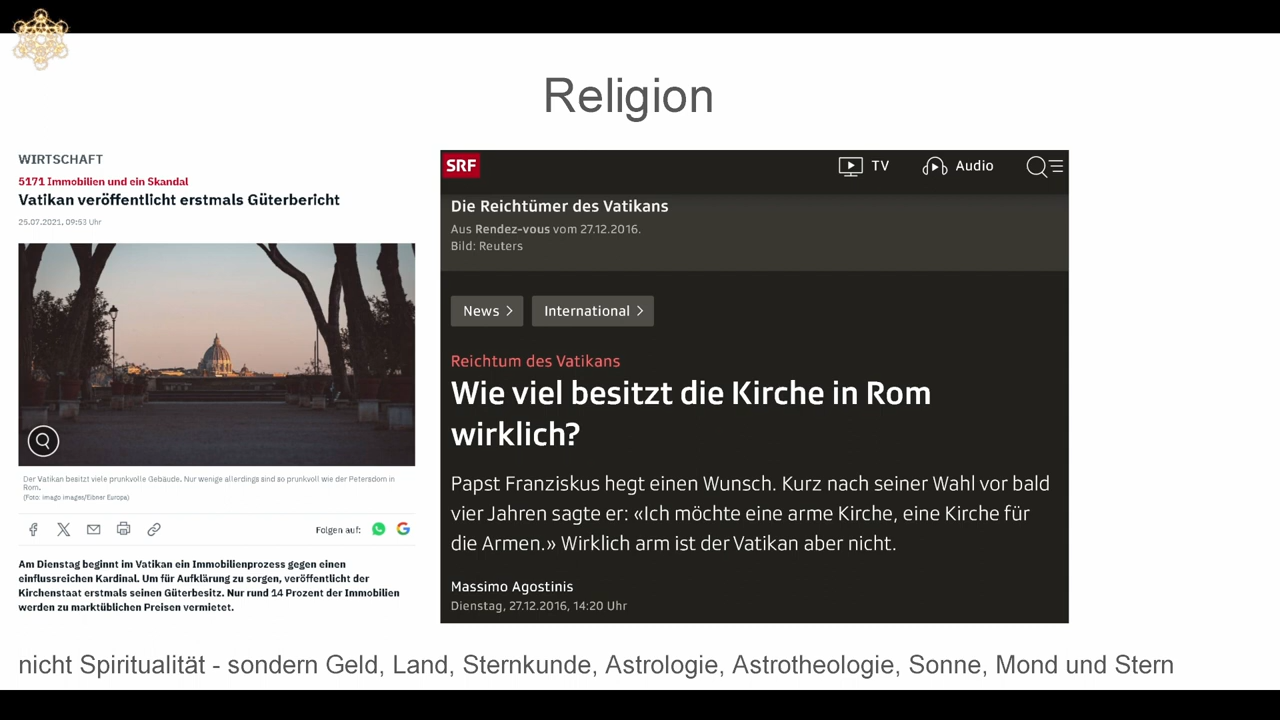 Religion
WIRTSCHAFT
5171 Immobilien und ein Skandal
Vatikan veröffentlicht erstmals Güterbericht
25.07.2021, 09:53 Uhr
Der Vatikan besitzt viele prunkvolle Gebäude. Nur wenige allerdings sind so prunkvoll wie der Petersdom in
Rom.
(Foto: imago images/Eibner Europa)
Folgen auf:
Am Dienstag beginnt im Vatikan ein Immobilienprozess gegen einen
einflussreichen Kardinal. Um für Aufklärung zu sorgen, veröffentlicht der
Kirchenstaat erstmals seinen Güterbesitz. Nur rund 14 Prozent der Immobilien
werden zu marktüblichen Preisen vermietet.
SRF
TV
Audio
Die Reichtümer des Vatikans
Aus Rendez-vous vom 27.12.2016.
Bild: Reuters
News
International
Reichtum des Vatikans
Wie viel besitzt die Kirche in Rom
wirklich?
Papst Franziskus hegt einen Wunsch. Kurz nach seiner Wahl vor bald
vier Jahren sagte er: «Ich möchte eine arme Kirche, eine Kirche für
die Armen.» Wirklich arm ist der Vatikan aber nicht.
Massimo Agostinis
Dienstag, 27.12.2016, 14:20 Uhr
nicht Spiritualität - sondern Geld, Land, Sternkunde, Astrologie, Astrotheologie, Sonne, Mond und Stern